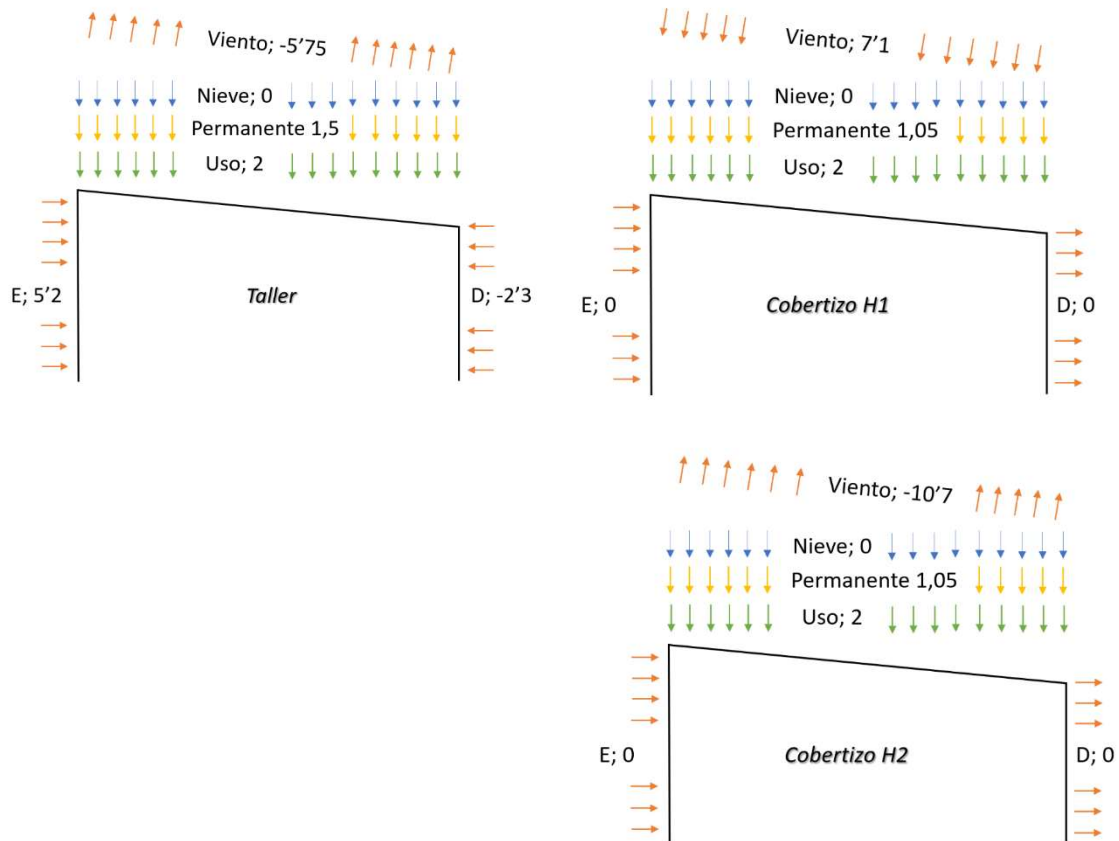 Viento; -5'75
Nieve; 0
Permanente 1,5
Uso; 2
E; 5'2
Taller
D; -2'3
Viento; 7'1
Nieve; 0
Permanente 1,05
Uso; 2
E; 0
Cobertizo H1
D; 0
Viento; -10'7
Nieve; 0
Permanente 1,05
Uso; 2
E; 0
Cobertizo H2
D; 0